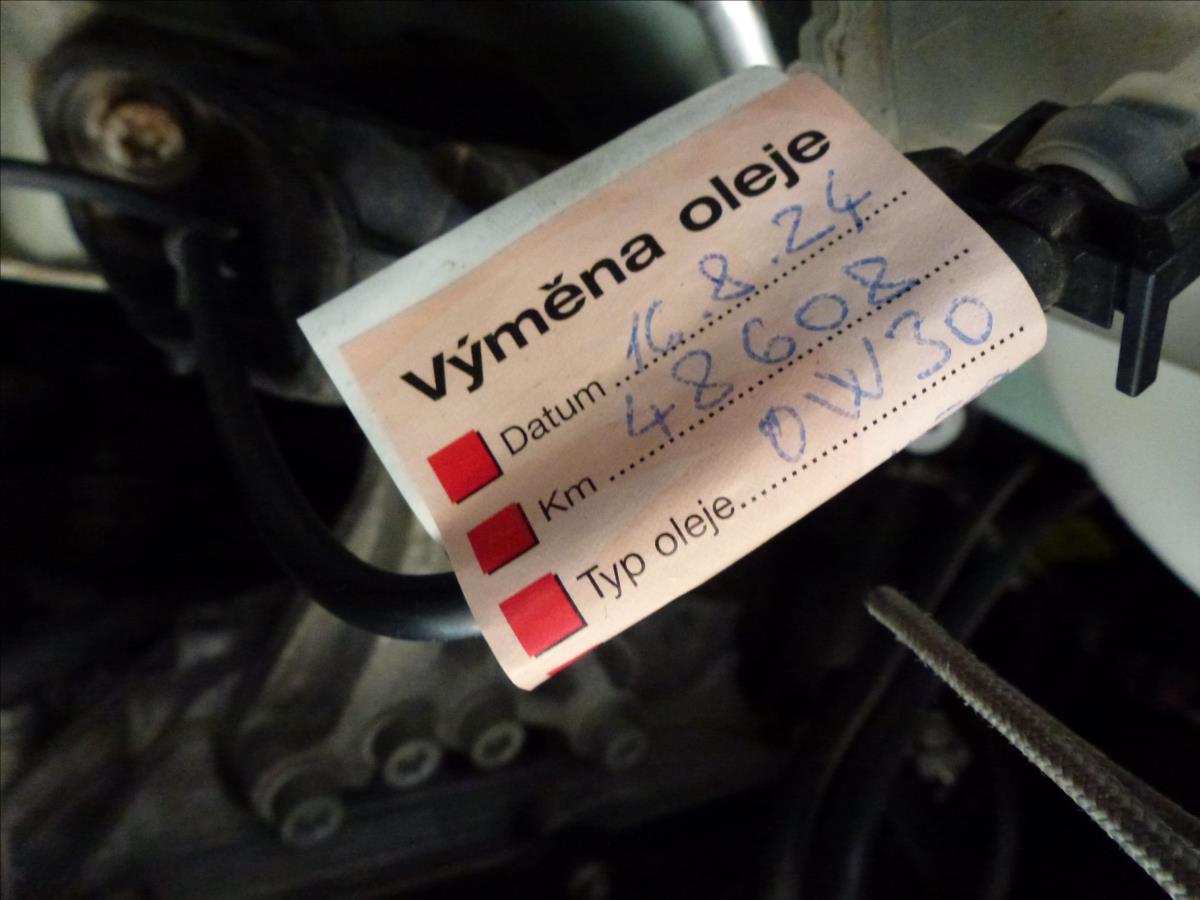 Výměna oleje
Datum 16.8.24
Km 48608
Typ oleje 0W30